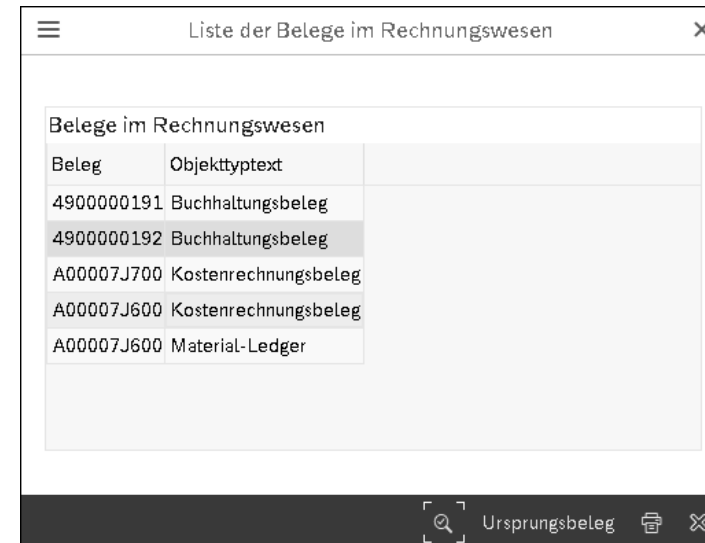 Liste der Belege im Rechnungswesen
Belege im Rechnungswesen
Beleg Objekttyptext
4900000191 Buchhaltungsbeleg
4900000192 Buchhaltungsbeleg
A00007J700 Kostenrechnungsbeleg
A00007J600 Kostenrechnungsbeleg
A00007J600 Material-Ledger
Ursprungsbeleg